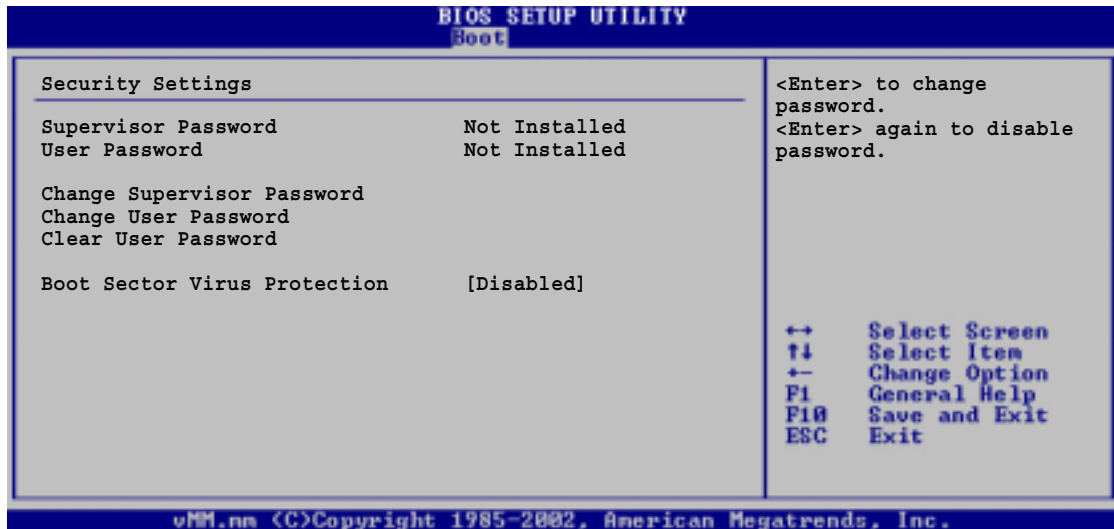 BIOS SETUP UTILITY
Boot
Security Settings
Supervisor Password Not Installed
User Password Not Installed
Change Supervisor Password
Change User Password
Clear User Password
Boot Sector Virus Protection [Disabled]
<Enter> to change
password.
<Enter> again to disable
password.
←→ Select Screen
↑↓ Select Item
+- Change Option
F1 General Help
F10 Save and Exit
ESC Exit
vMM.mm (C)Copyright 1985-2002, American Megatrends, Inc.